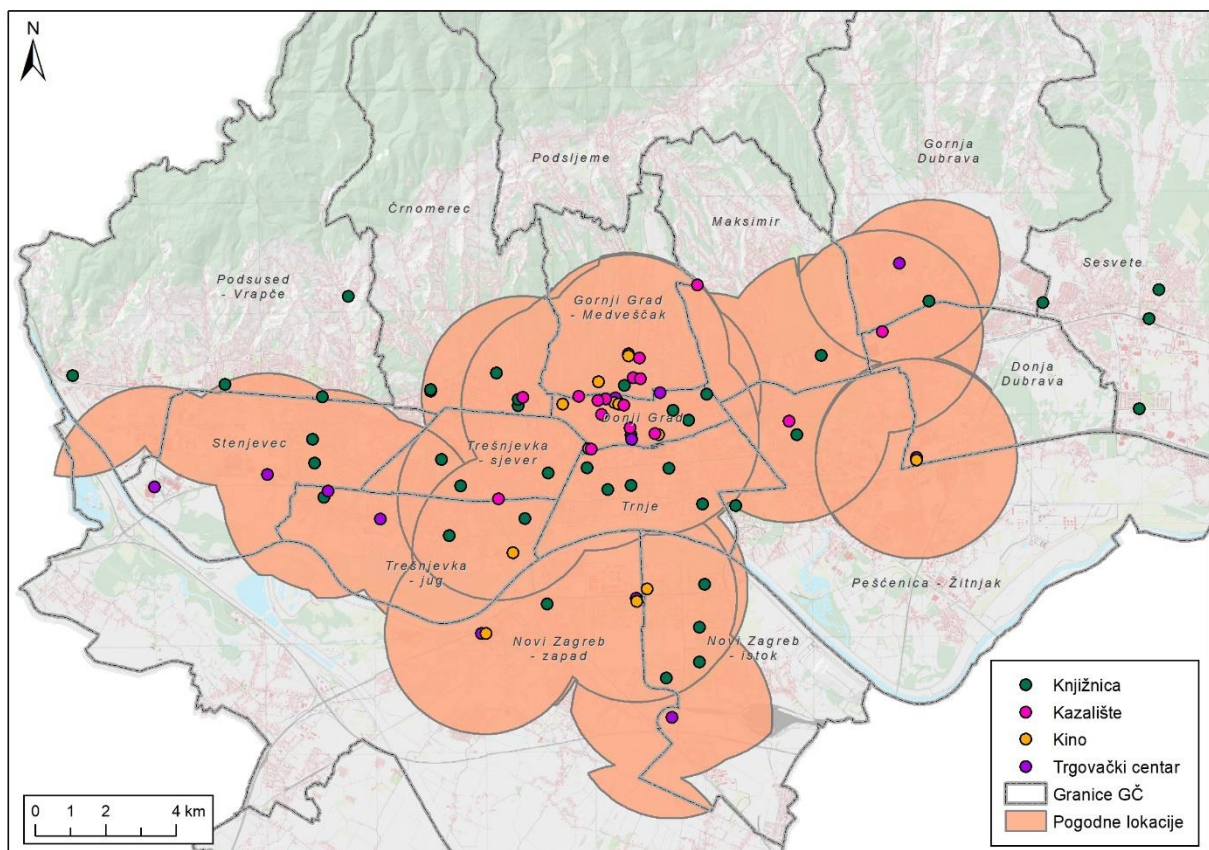 N
Podsljeme
Gornja
Dubrava
Črnomerec
Maksimir
Sesvete
Podsused
- Vrapče
Gornji Grad
- Medveščak
Donja
Dubrava
Donji Grad
Stenjevec
Trešnjevka
- sjever
Trnje
Trešnjevka
- jug
Peščenica - Žitnjak
Novi Zagreb
- zapad
Novi Zagreb
- istok
Knjižnica
Kazalište
Kino
Trgovački centar
Granice GČ
Pogodne lokacije
0 1 2 4 km